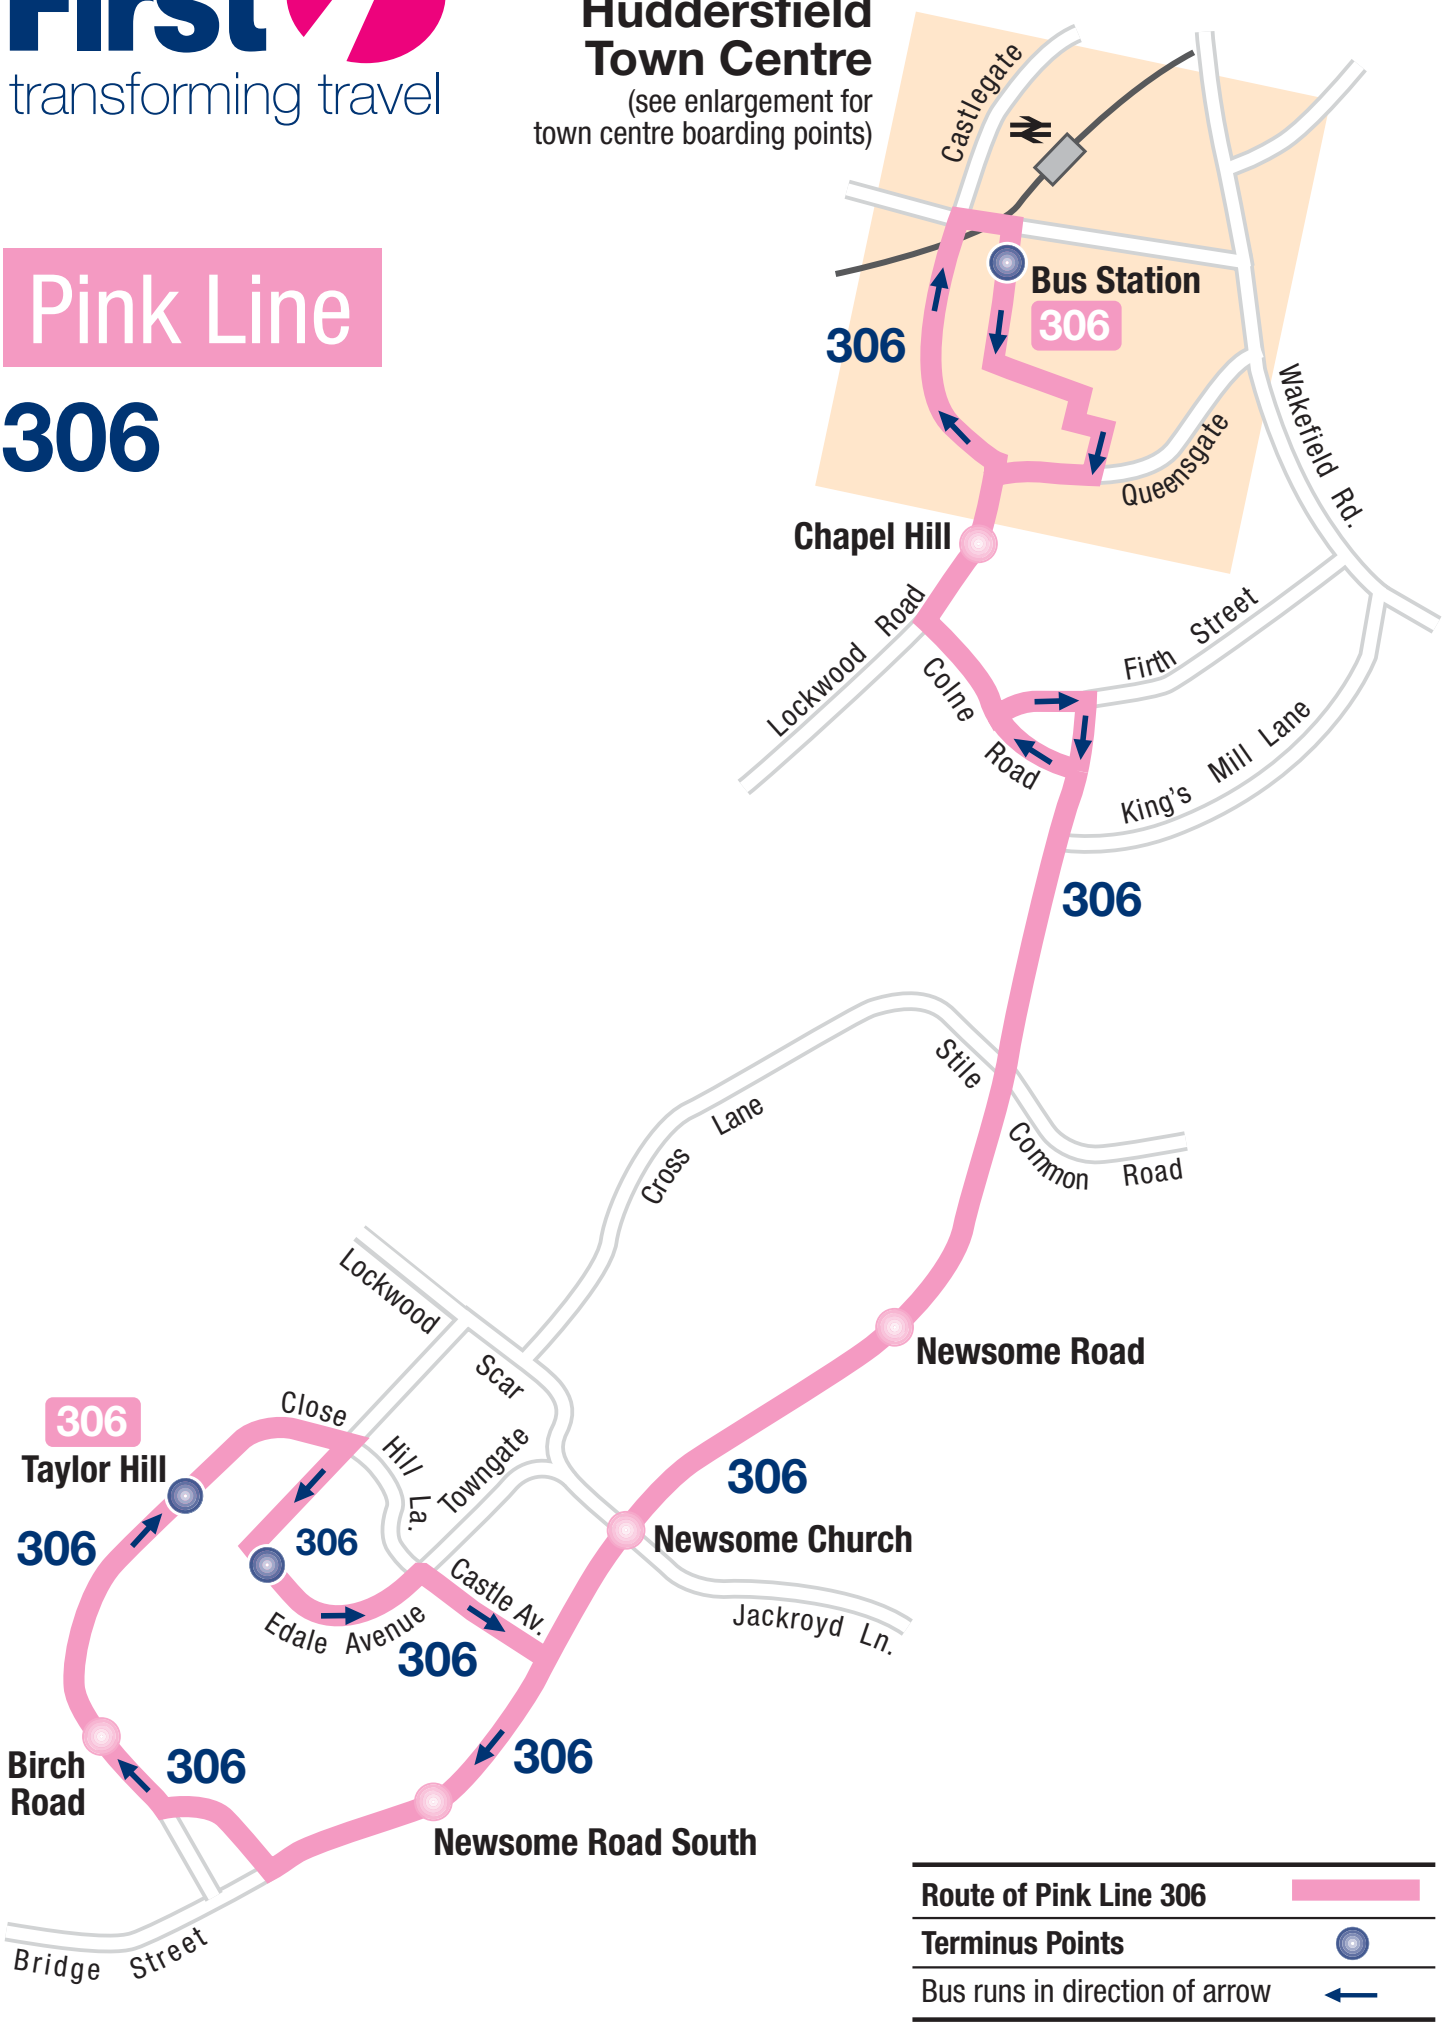 First
transforming travel
Huddersfield
Town Centre
(see enlargement for
town centre boarding points)
Pink Line
306
Castlegate
Bus Station
306
306
Wakefield Rd.
Queensgate
Chapel Hill
Lockwood Road
Colne Road
Firth Street
King's Mill Lane
306
Stile Common Road
Cross Lane
Lockwood Scar
Newsome Road
Close
Hill La.
Towngate
306
Taylor Hill
306
306
306
Newsome Church
Castle Av.
Edale Avenue
306
Jackroyd Ln.
306
Birch
Road
306
Newsome Road South
Bridge Street
Route of Pink Line 306
Terminus Points
Bus runs in direction of arrow